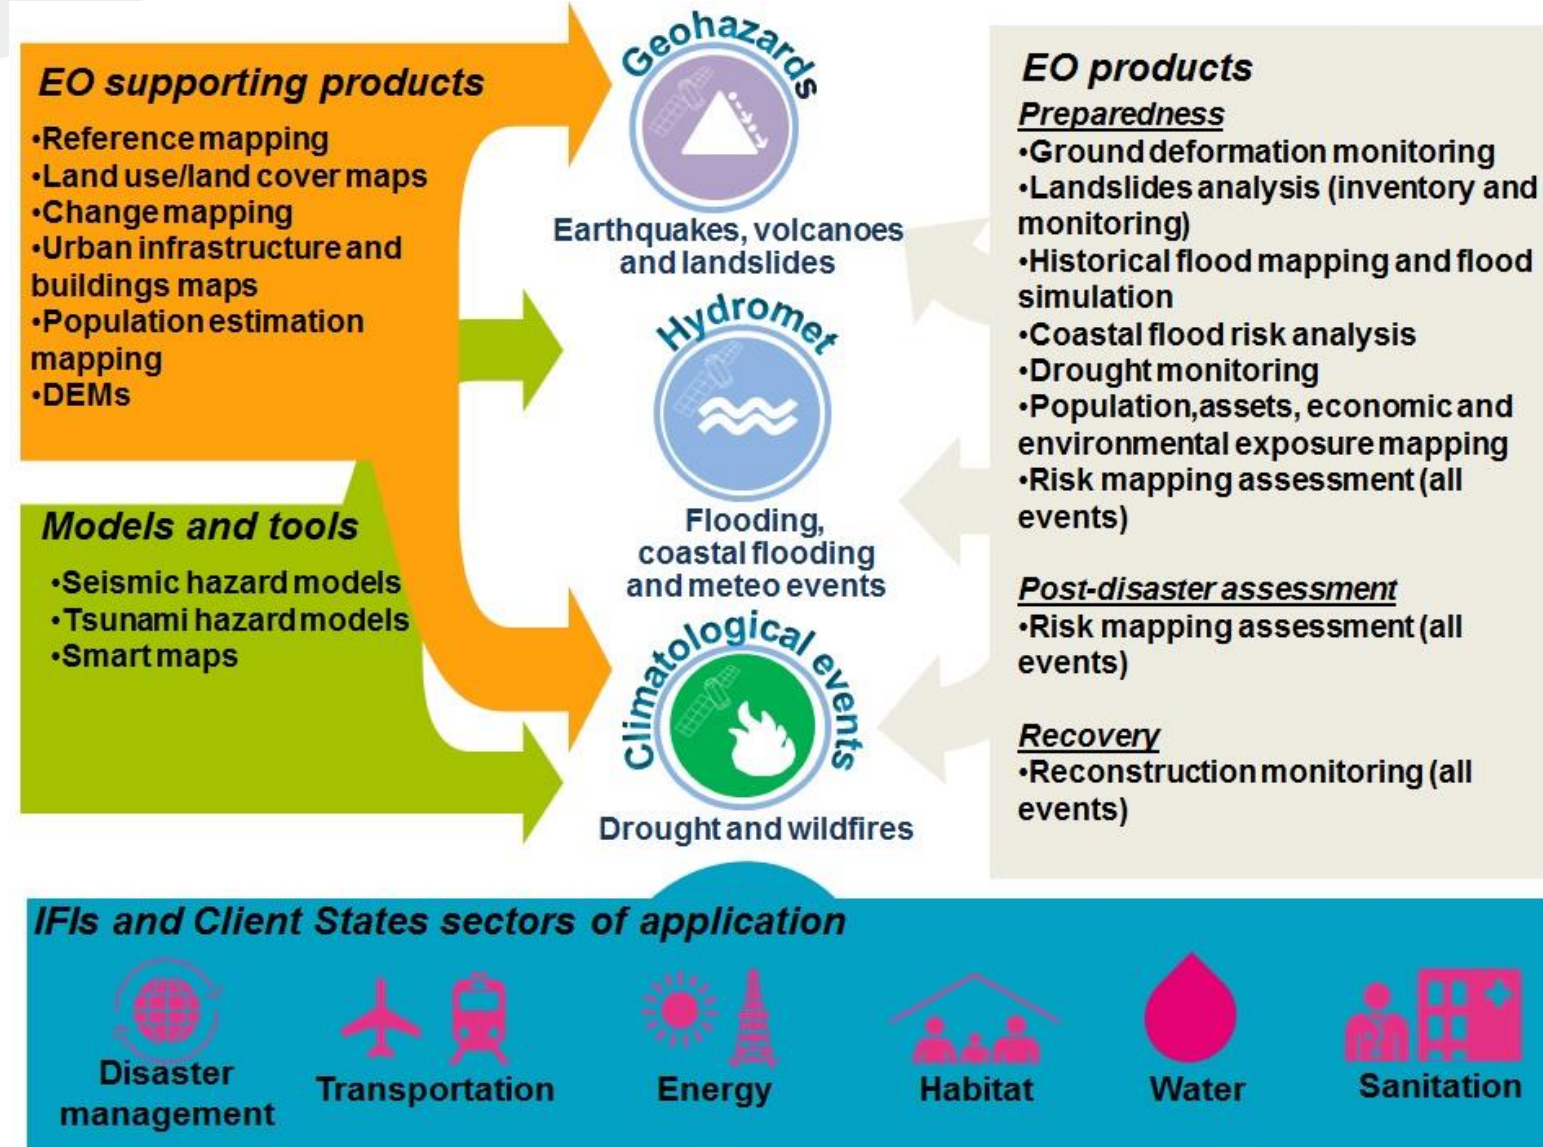 EO supporting products
•Reference mapping
•Land use/land cover maps
•Change mapping
•Urban infrastructure and
buildings maps
•Population estimation
mapping
•DEMs
Models and tools
•Seismic hazard models
•Tsunami hazard models
•Smart maps
Geohazards
Earthquakes, volcanoes
and landslides
Hydromet
Flooding,
coastal flooding
and meteo events
Climatological events
Drought and wildfires
EO products
Preparedness
•Ground deformation monitoring
•Landslides analysis (inventory and
monitoring)
•Historical flood mapping and flood
simulation
•Coastal flood risk analysis
•Drought monitoring
•Population,assets, economic and
environmental exposure mapping
•Risk mapping assessment (all
events)
Post-disaster assessment
•Risk mapping assessment (all
events)
Recovery
•Reconstruction monitoring (all
events)
IFIs and Client States sectors of application
Disaster
management
Transportation
Energy
Habitat
Water
Sanitation